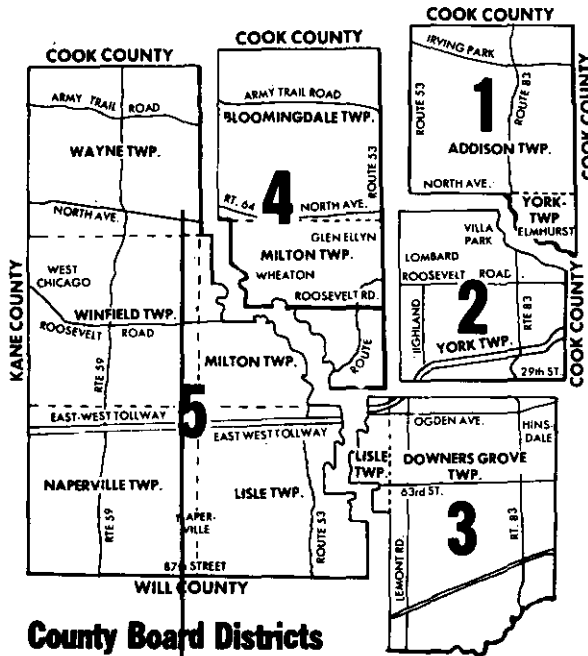 COOK COUNTY
ARMY TRAIL ROAD
WAYNE TWP.
NORTH AVE.
WEST
CHICAGO
WINFIELD TWP.
ROOSEVELT ROAD
MILTON TWP.
RTE 59
5
EAST-WEST TOLLWAY
EAST WEST TOLLWAY
NAPERVILLE TWP.
LISLE TWP.
RTE 59
ROUTE 53
87th STREET
WILL COUNTY
KANE COUNTY
COOK COUNTY
ARMY TRAIL ROAD
BLOOMINGDALE TWP.
ROUTE 53
4
RT. 64
NORTH AVE.
GLEN ELLYN
MILTON TWP.
WHEATON
ROOSEVELT RD.
ROUTE
COOK COUNTY
IRVING PARK
ROUTE 53
ROUTE 83
1
ADDISON TWP.
NORTH AVE.
YORK-
TWP
ELMHURST
COOK COUNTY
COOK COUNTY
VILLA
PARK
LOMBARD
ROOSEVELT ROAD
HIGHLAND
2
RTE 83
YORK TWP.
29th ST.
COOK COUNTY
OGDEN AVE.
HINS-
DALE
LISLE
TWP.
DOWNERS GROVE
TWP.
63rd ST.
LEMONT RD.
3
RT. 83
County Board Districts